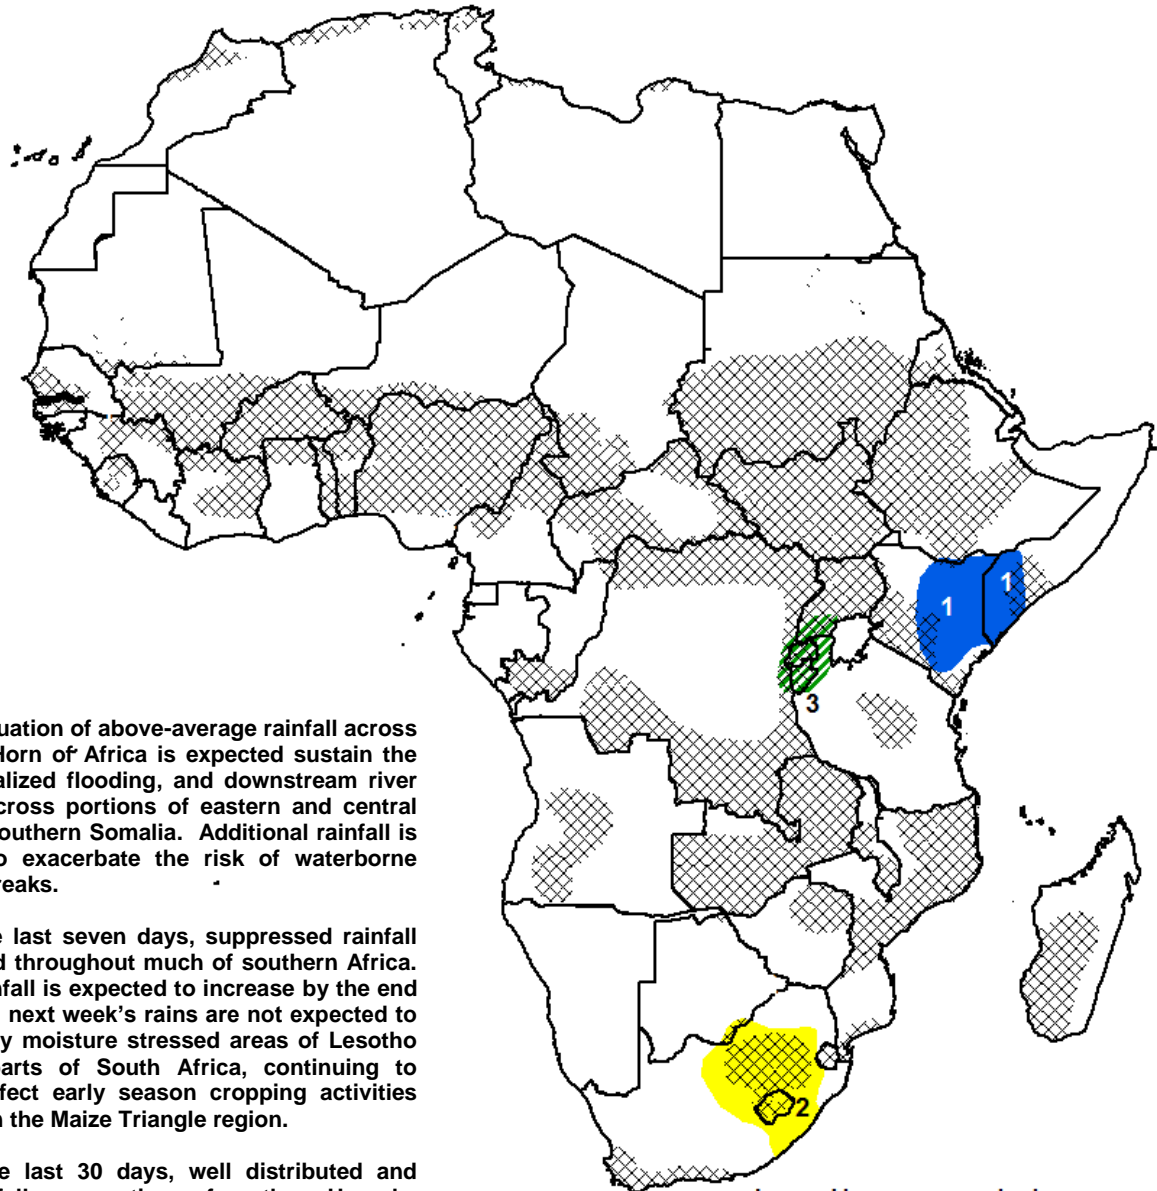 uation of above-average rainfall across
Horn of Africa is expected sustain the
alized flooding, and downstream river
cross portions of eastern and central
outhern Somalia. Additional rainfall is
o exacerbate the risk of waterborne
reaks.
e last seven days, suppressed rainfall
d throughout much of southern Africa.
nfall is expected to increase by the end
next week's rains are not expected to
y moisture stressed areas of Lesotho
arts of South Africa, continuing to
fect early season cropping activities
n the Maize Triangle region.
e last 30 days, well distributed and
1
1
3
2